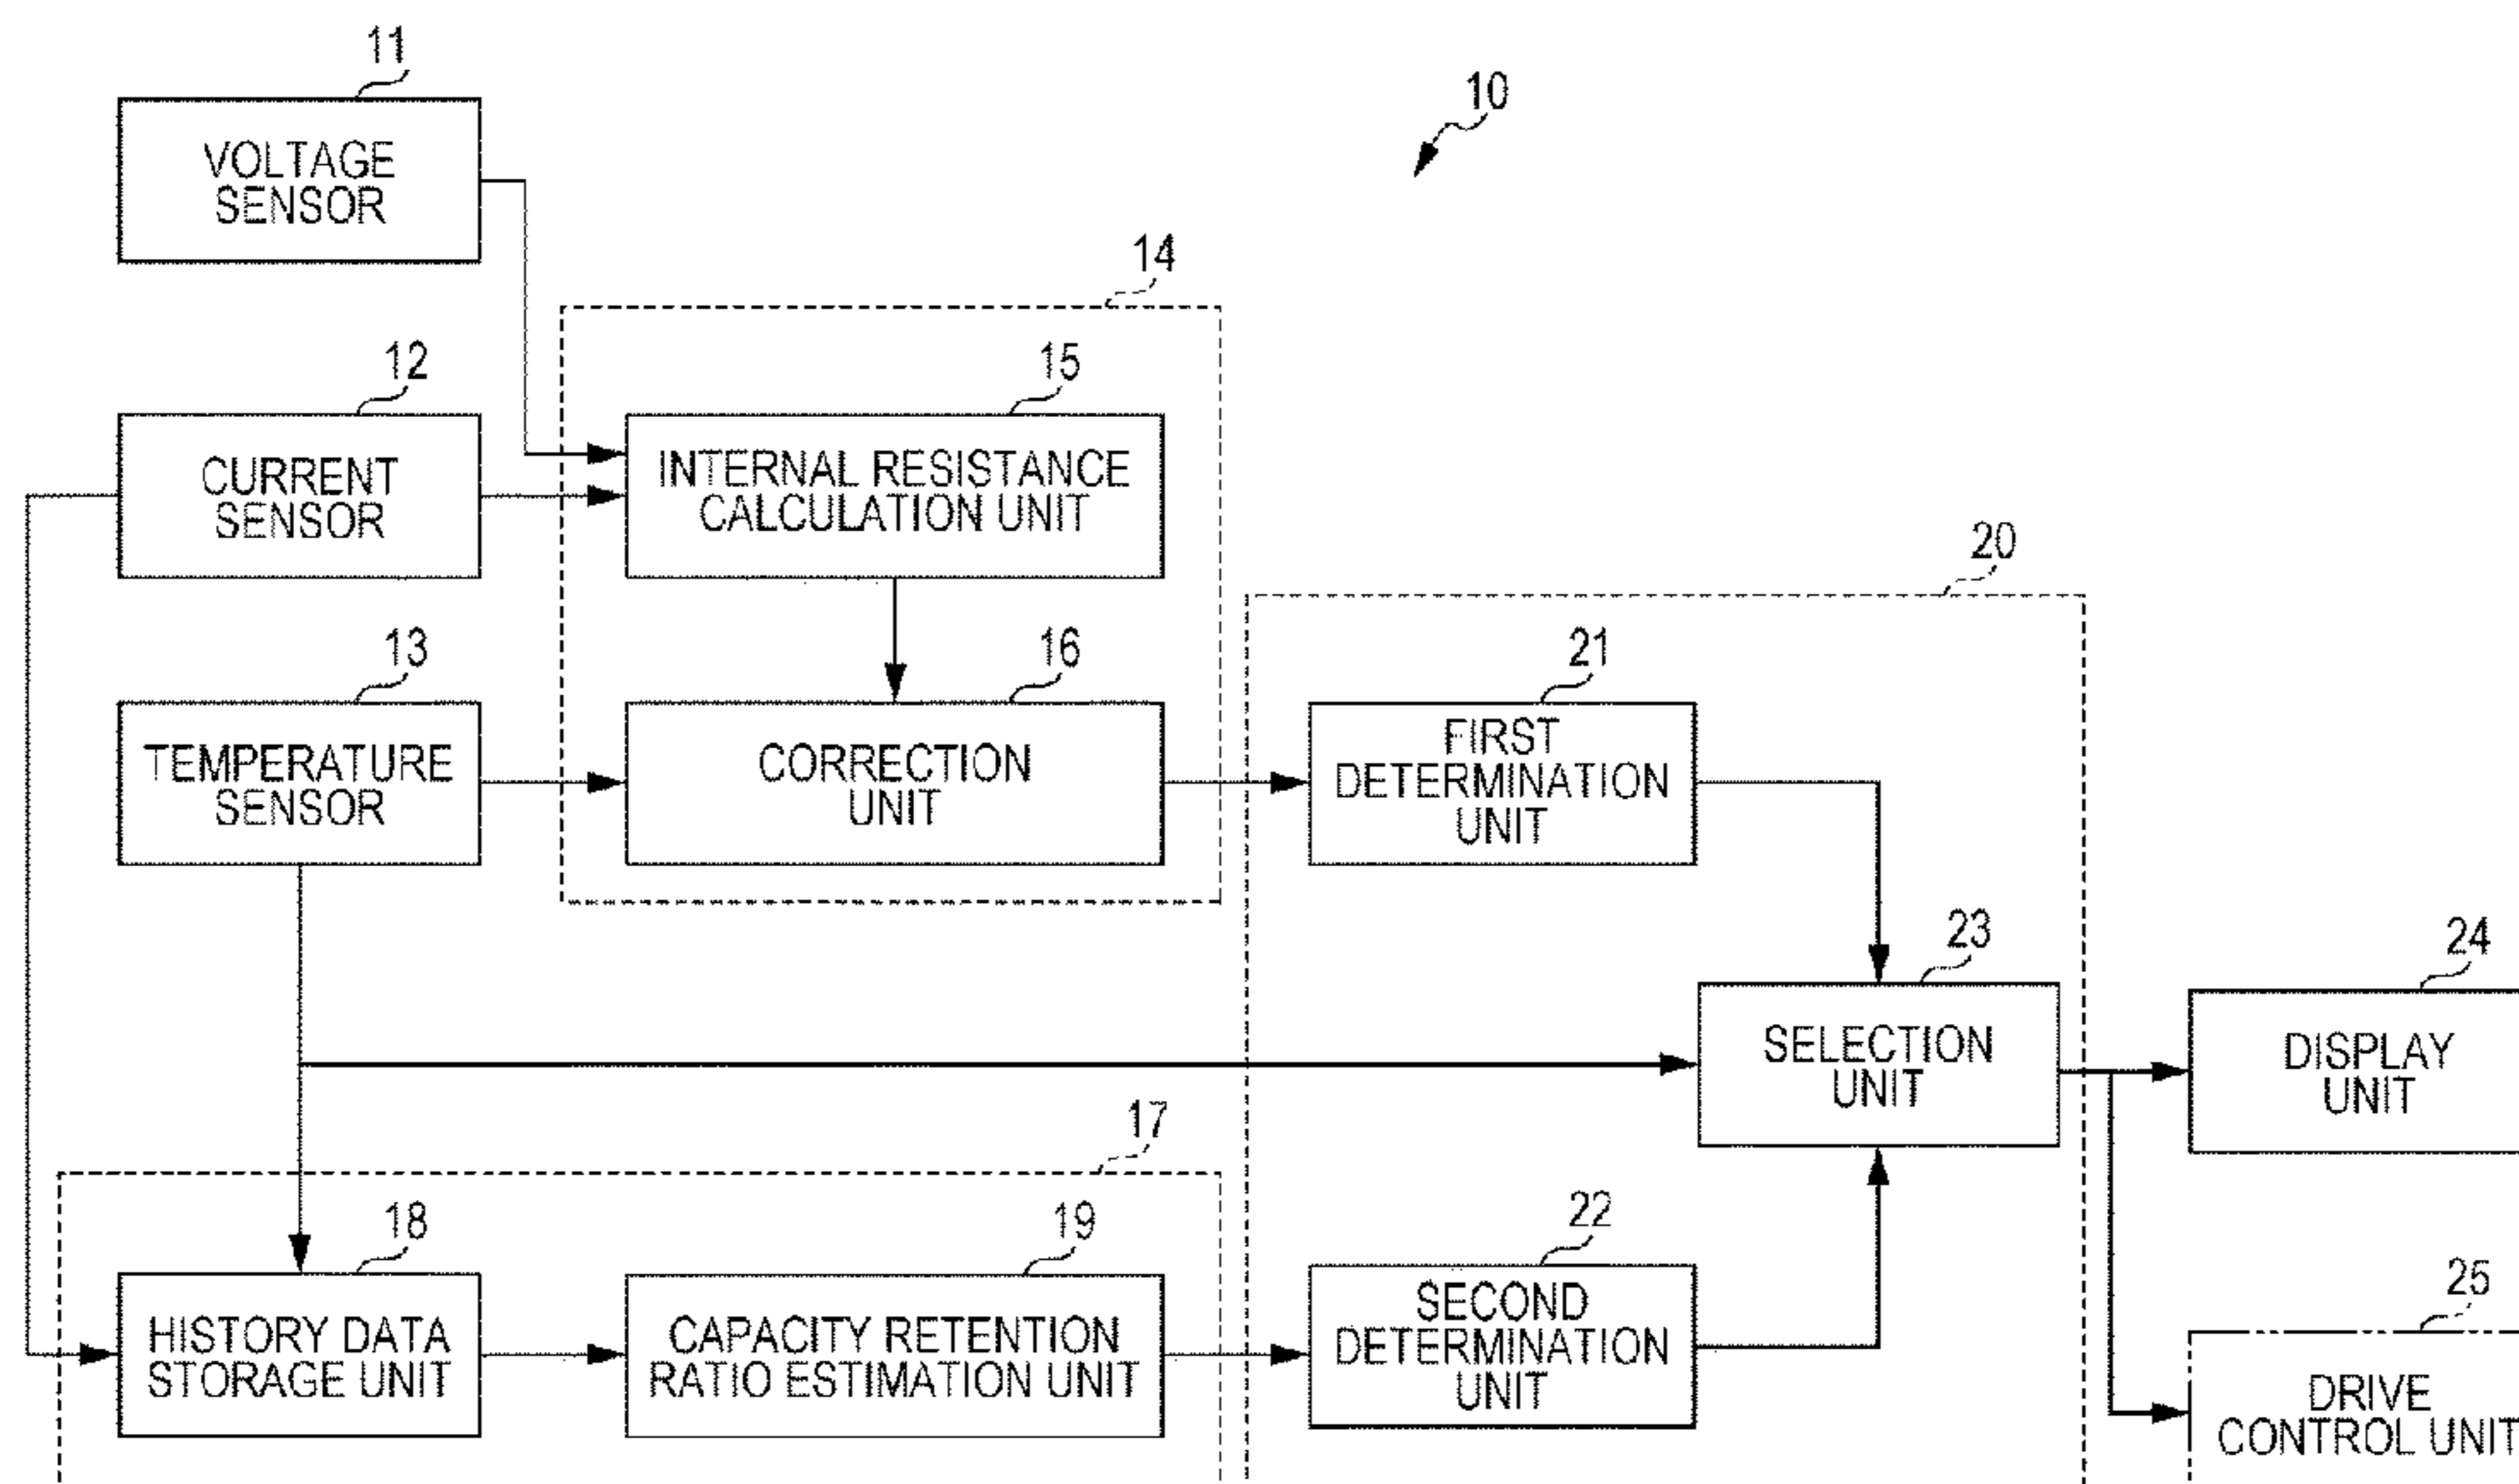 11
VOLTAGE
SENSOR
10
14
12
CURRENT
SENSOR
15
INTERNAL RESISTANCE
CALCULATION UNIT
20
13
TEMPERATURE
SENSOR
16
CORRECTION
UNIT
21
FIRST
DETERMINATION
UNIT
23
SELECTION
UNIT
24
DISPLAY
UNIT
17
18
HISTORY DATA
STORAGE UNIT
19
CAPACITY RETENTION
RATIO ESTIMATION UNIT
22
SECOND
DETERMINATION
UNIT
25
DRIVE
CONTROL UNIT